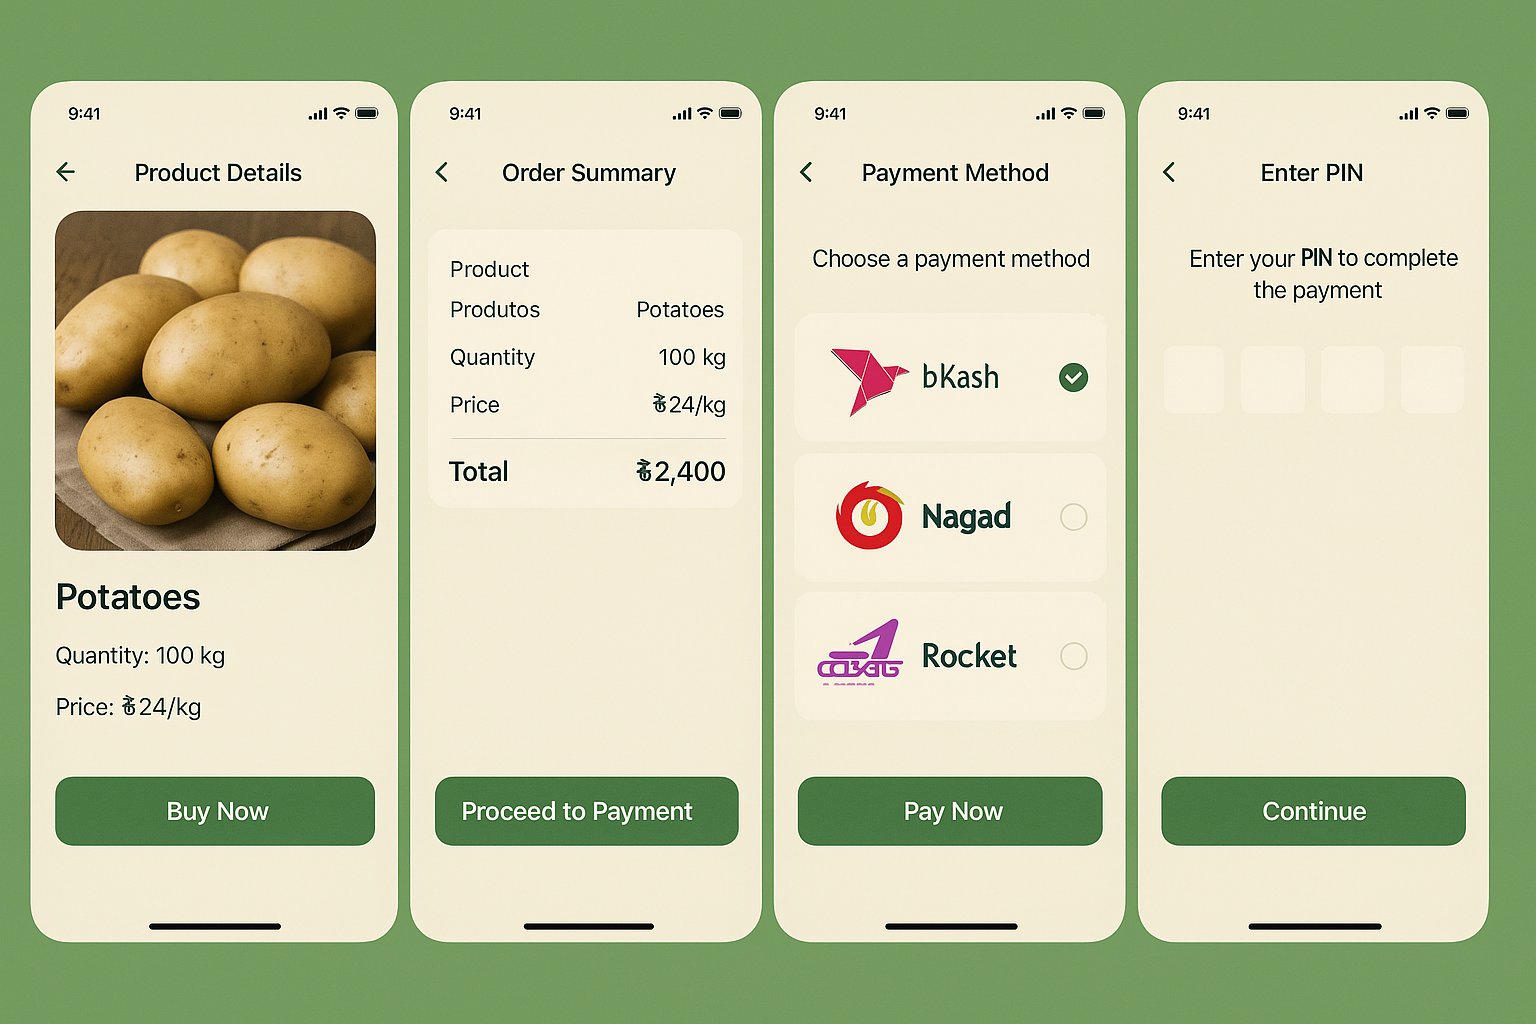 9:41
Product Details
Potatoes
Quantity: 100 kg
Price: ৳24/kg
Buy Now
9:41
Order Summary
Product
Produtos Potatoes
Quantity 100 kg
Price ৳24/kg
Total ৳2,400
Proceed to Payment
9:41
Payment Method
Choose a payment method
bKash
Nagad
Rocket
Pay Now
9:41
Enter PIN
Enter your PIN to complete
the payment
Continue